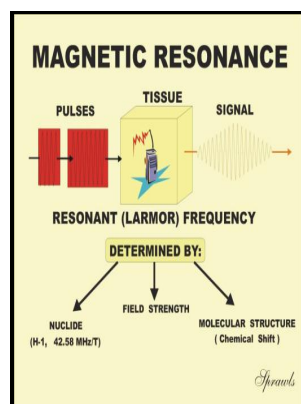 MAGNETIC RESONANCE
TISSUE
PULSES
SIGNAL
RESONANT (LARMOR) FREQUENCY
DETERMINED BY:
NUCLIDE
(H-1, 42.58 MHz/T)
FIELD STRENGTH
MOLECULAR STRUCTURE
( Chemical Shift )
Sprawls